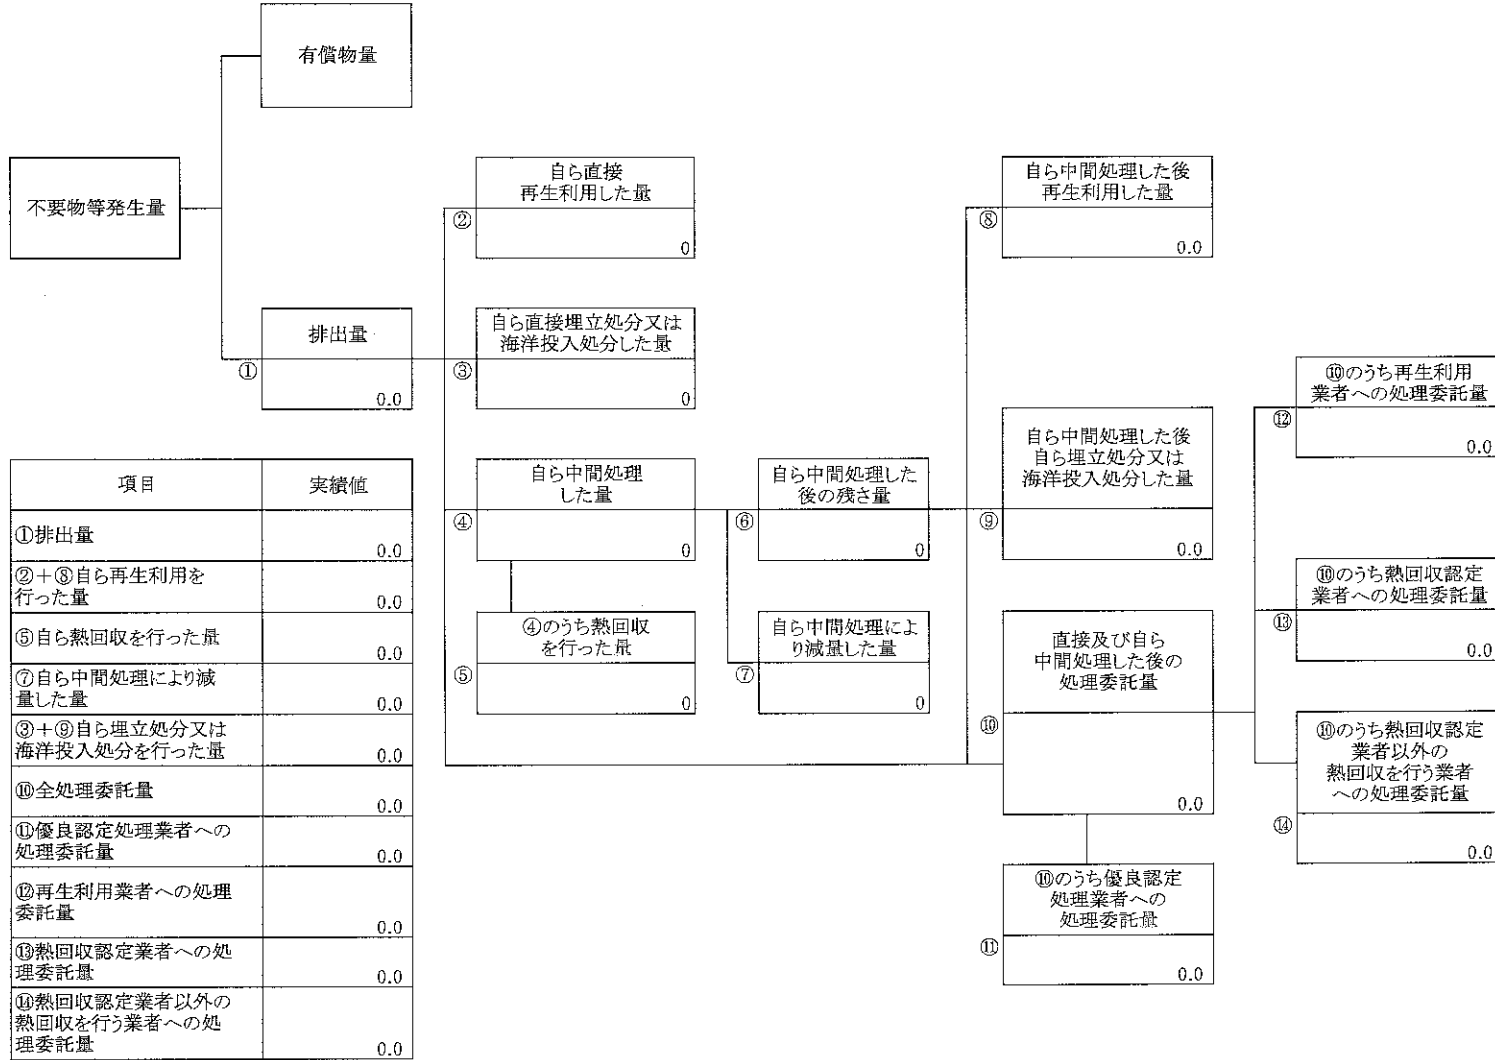 有償物量
不要物等発生量
排出量
①
0.0
自ら直接
再生利用した量
②
0
自ら直接埋立処分又は
海洋投入処分した量
③
0
自ら中間処理
した量
④
0
④のうち熱回収
を行った量
⑤
0
自ら中間処理した
後の残さ量
⑥
0
自ら中間処理によ
り減量した量
⑦
0
自ら中間処理した後
再生利用した量
⑧
0.0
自ら中間処理した後
自ら埋立処分又は
海洋投入処分した量
⑨
0.0
直接及び自ら
中間処理した後の
処理委託量
⑩
0.0
⑩のうち優良認定
処理業者への
処理委託量
⑪
0.0
⑩のうち再生利用
業者への処理委託量
⑫
0.0
⑩のうち熱回収認定
業者への処理委託量
⑬
0.0
⑩のうち熱回収認定
業者以外の
熱回収を行う業者
への処理委託量
⑭
0.0
項目 実績値
①排出量
0.0
②+⑧自ら再生利用を
行った量 0.0
⑤自ら熱回収を行った量
0.0
⑦自ら中間処理により減
量した量 0.0
③+⑨自ら埋立処分又は
海洋投入処分を行った量 0.0
⑩全処理委託量
0.0
⑪優良認定処理業者への
処理委託量 0.0
⑫再生利用業者への処理
委託量
0.0
⑬熱回収認定業者への処
理委託量 0.0
⑭熱回収認定業者以外の
熱回収を行う業者への処
理委託量 0.0